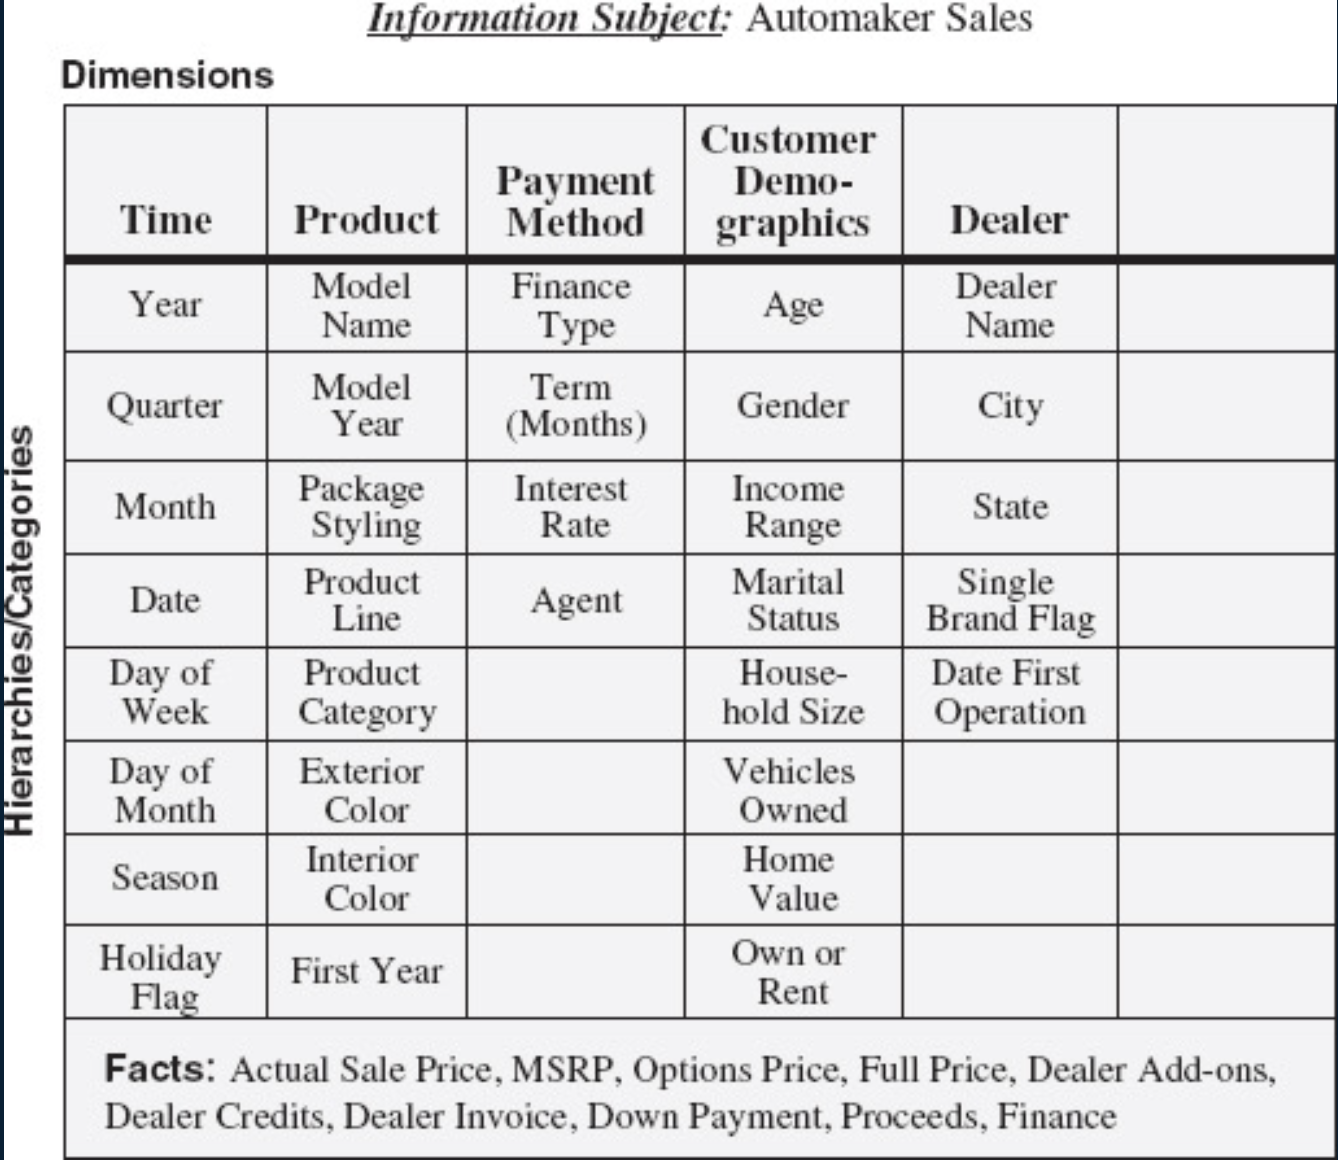 Information Subject: Automaker Sales
Dimensions
Hierarchies/Categories
Time
Product
Payment
Method
Customer
Demo-
graphics
Dealer
Year
Model
Name
Finance
Type
Age
Dealer
Name
Quarter
Model
Year
Term
(Months)
Gender
City
Month
Package
Styling
Interest
Rate
Income
Range
State
Date
Product
Line
Agent
Marital
Status
Single
Brand Flag
Day of
Week
Product
Category
House-
hold Size
Date First
Operation
Day of
Month
Exterior
Color
Vehicles
Owned
Season
Interior
Color
Home
Value
Holiday
Flag
First Year
Own or
Rent
Facts: Actual Sale Price, MSRP, Options Price, Full Price, Dealer Add-ons,
Dealer Credits, Dealer Invoice, Down Payment, Proceeds, Finance